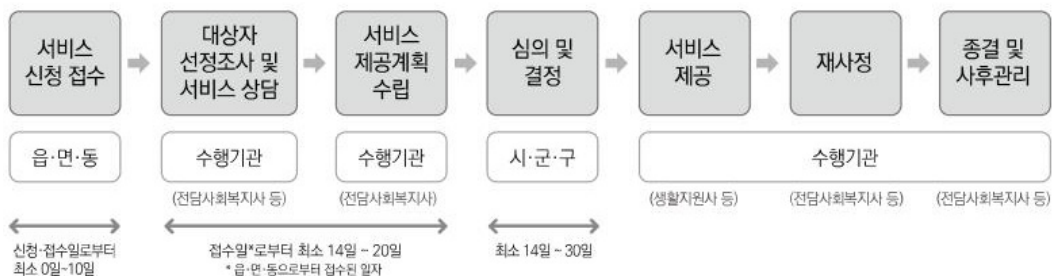 서비스
신청 접수
대상자
선정조사 및
서비스 상담
서비스
제공계획
수립
심의 및
결정
서비스
제공
재사정
종결 및
사후관리
읍·면·동
수행기관
수행기관
시·군·구
수행기관
(전담사회복지사 등)
(전담사회복지사)
(생활지원사 등)
(전담사회복지사 등)
(전담사회복지사 등)
신청·접수일로부터
최소 0일~10일
접수일*로부터 최소 14일 ~ 20일
* 읍·면·동으로부터 접수된 일자
최소 14일 ~ 30일